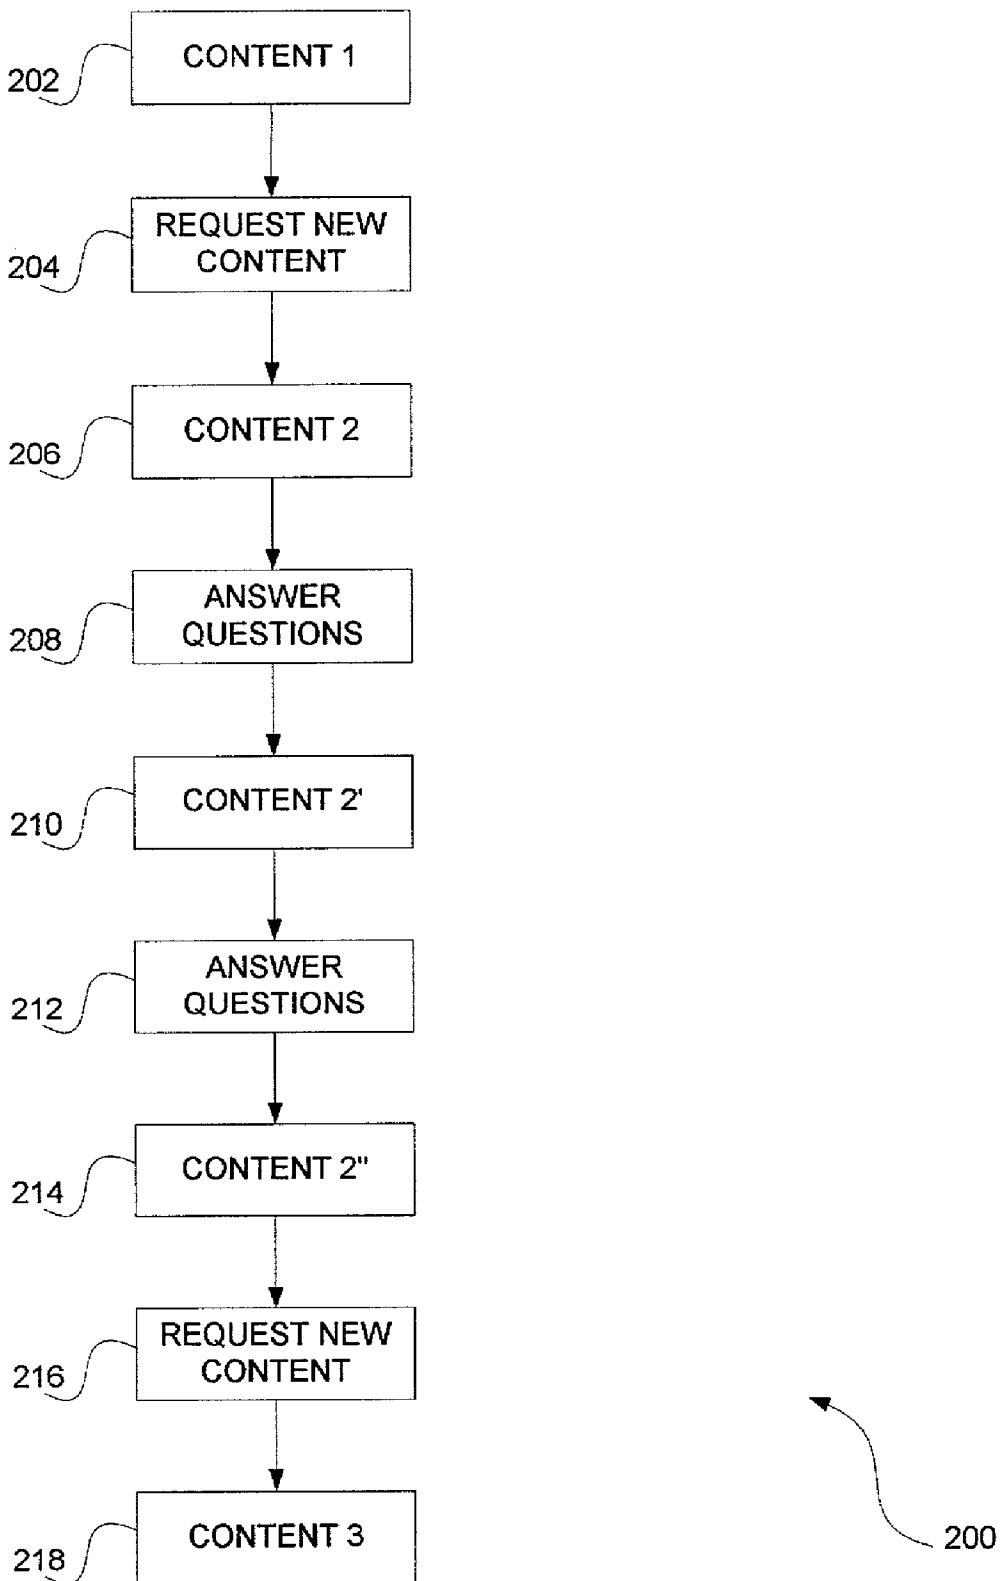 CONTENT 1
202
REQUEST NEW
CONTENT
204
CONTENT 2
206
ANSWER
QUESTIONS
208
CONTENT 2'
210
ANSWER
QUESTIONS
212
CONTENT 2"
214
REQUEST NEW
CONTENT
216
CONTENT 3
218
200